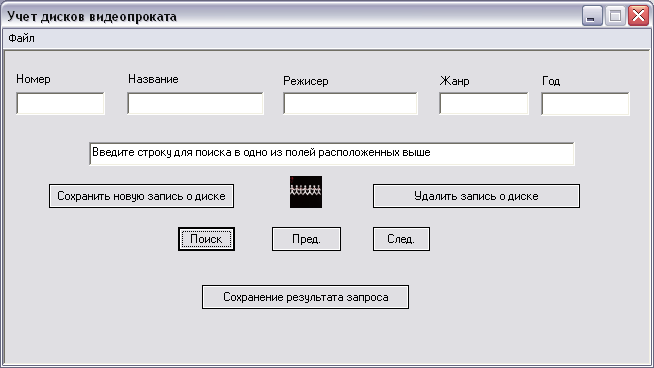 Учет дисков видеопроката
Файл
Номер Название Режисер Жанр Год
Введите строку для поиска в одно из полей расположенных выше
Сохранить новую запись о диске Удалить запись о диске
Поиск Пред. След.
Сохранение результата запроса